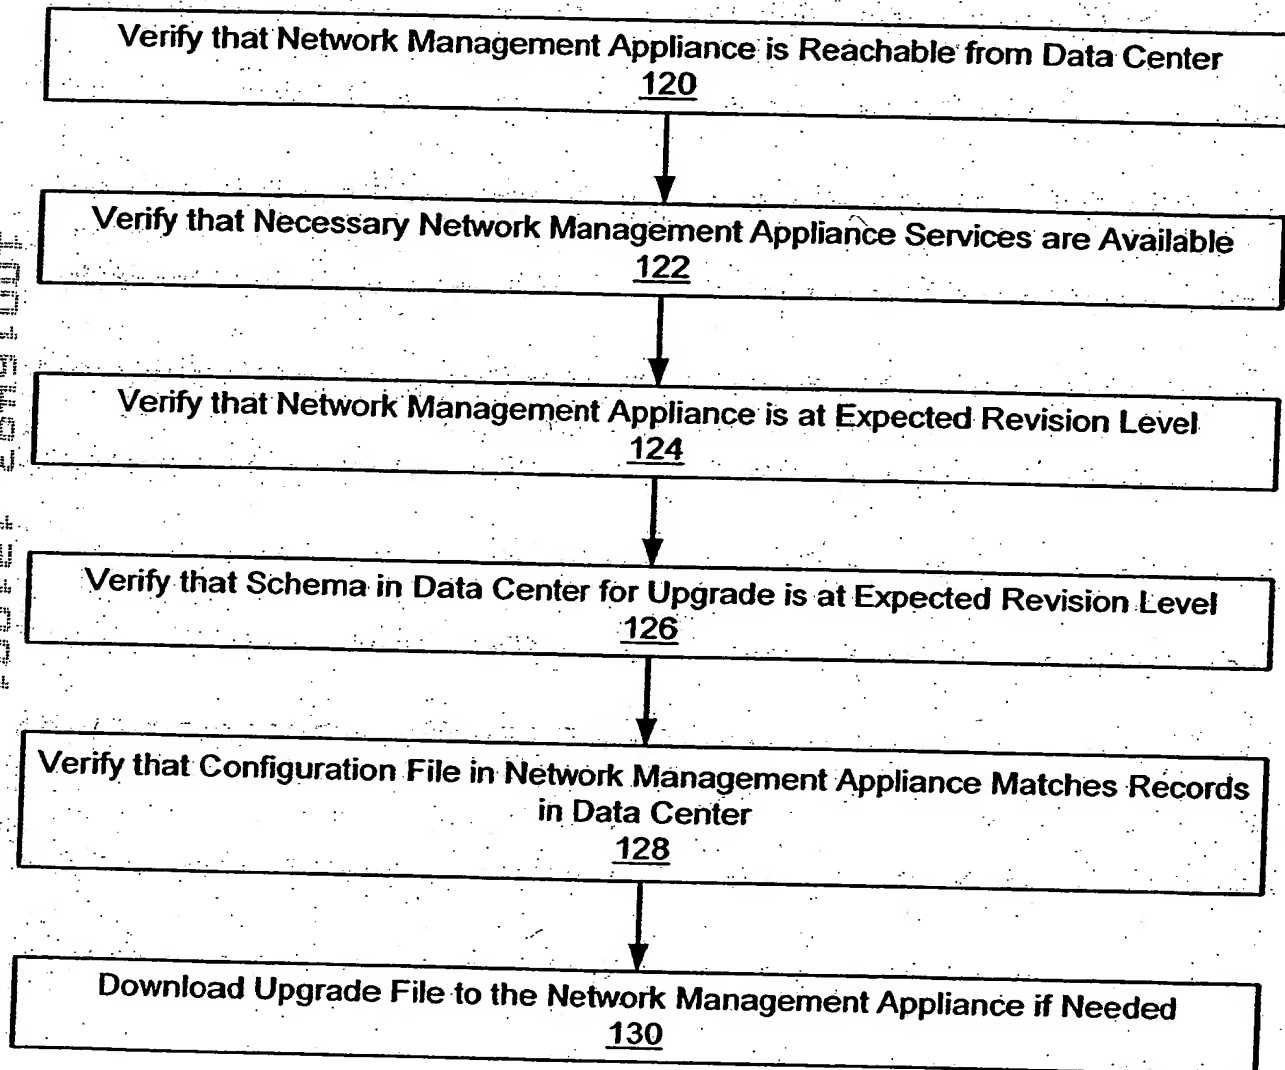 Verify that Network Management Appliance is Reachable from Data Center
120
Verify that Necessary Network Management Appliance Services are Available
122
Verify that Network Management Appliance is at Expected Revision Level
124
Verify that Schema in Data Center for Upgrade is at Expected Revision Level
126
Verify that Configuration File in Network Management Appliance Matches Records
in Data Center
128
Download Upgrade File to the Network Management Appliance if Needed
130